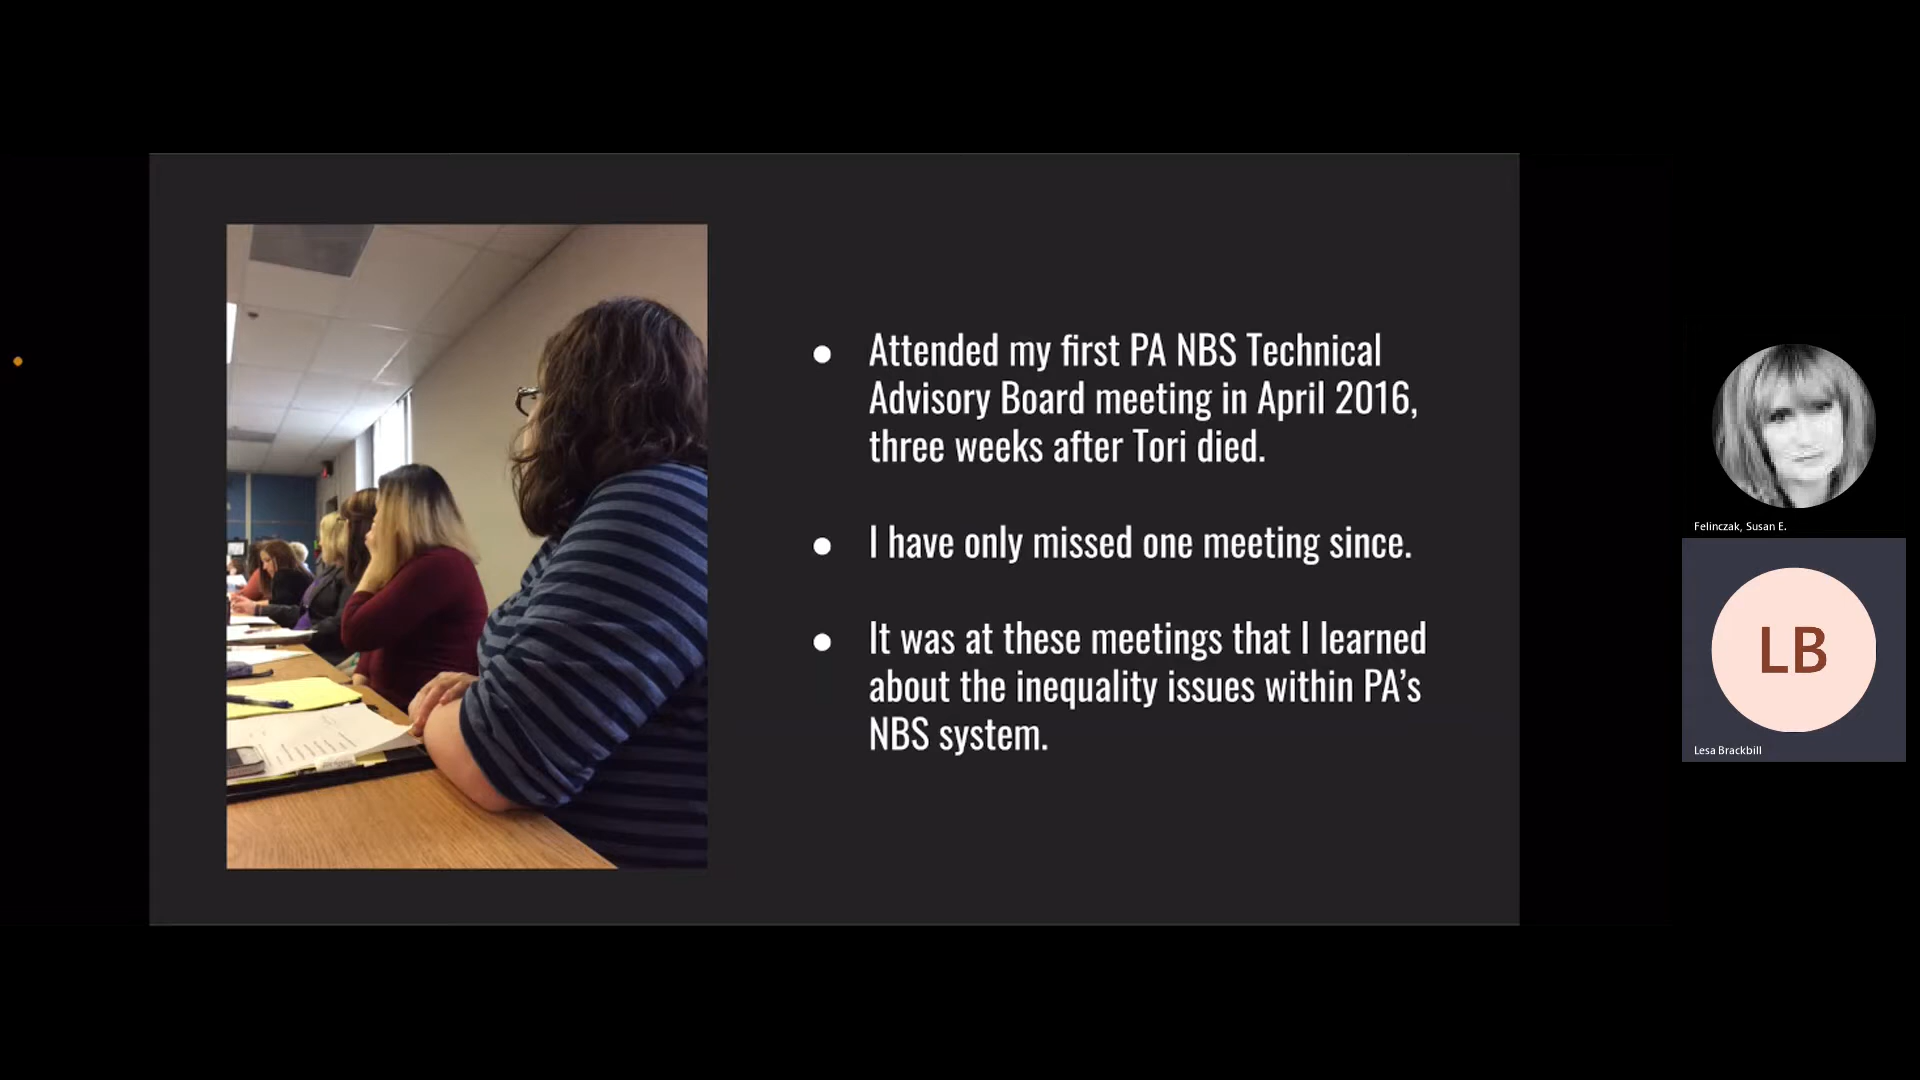 Attended my first PA NBS Technical
Advisory Board meeting in April 2016,
three weeks after Tori died.
I have only missed one meeting since.
It was at these meetings that I learned
about the inequality issues within PA’s
NBS system.
Felinczak, Susan E.
LB
Lesa Brackbill